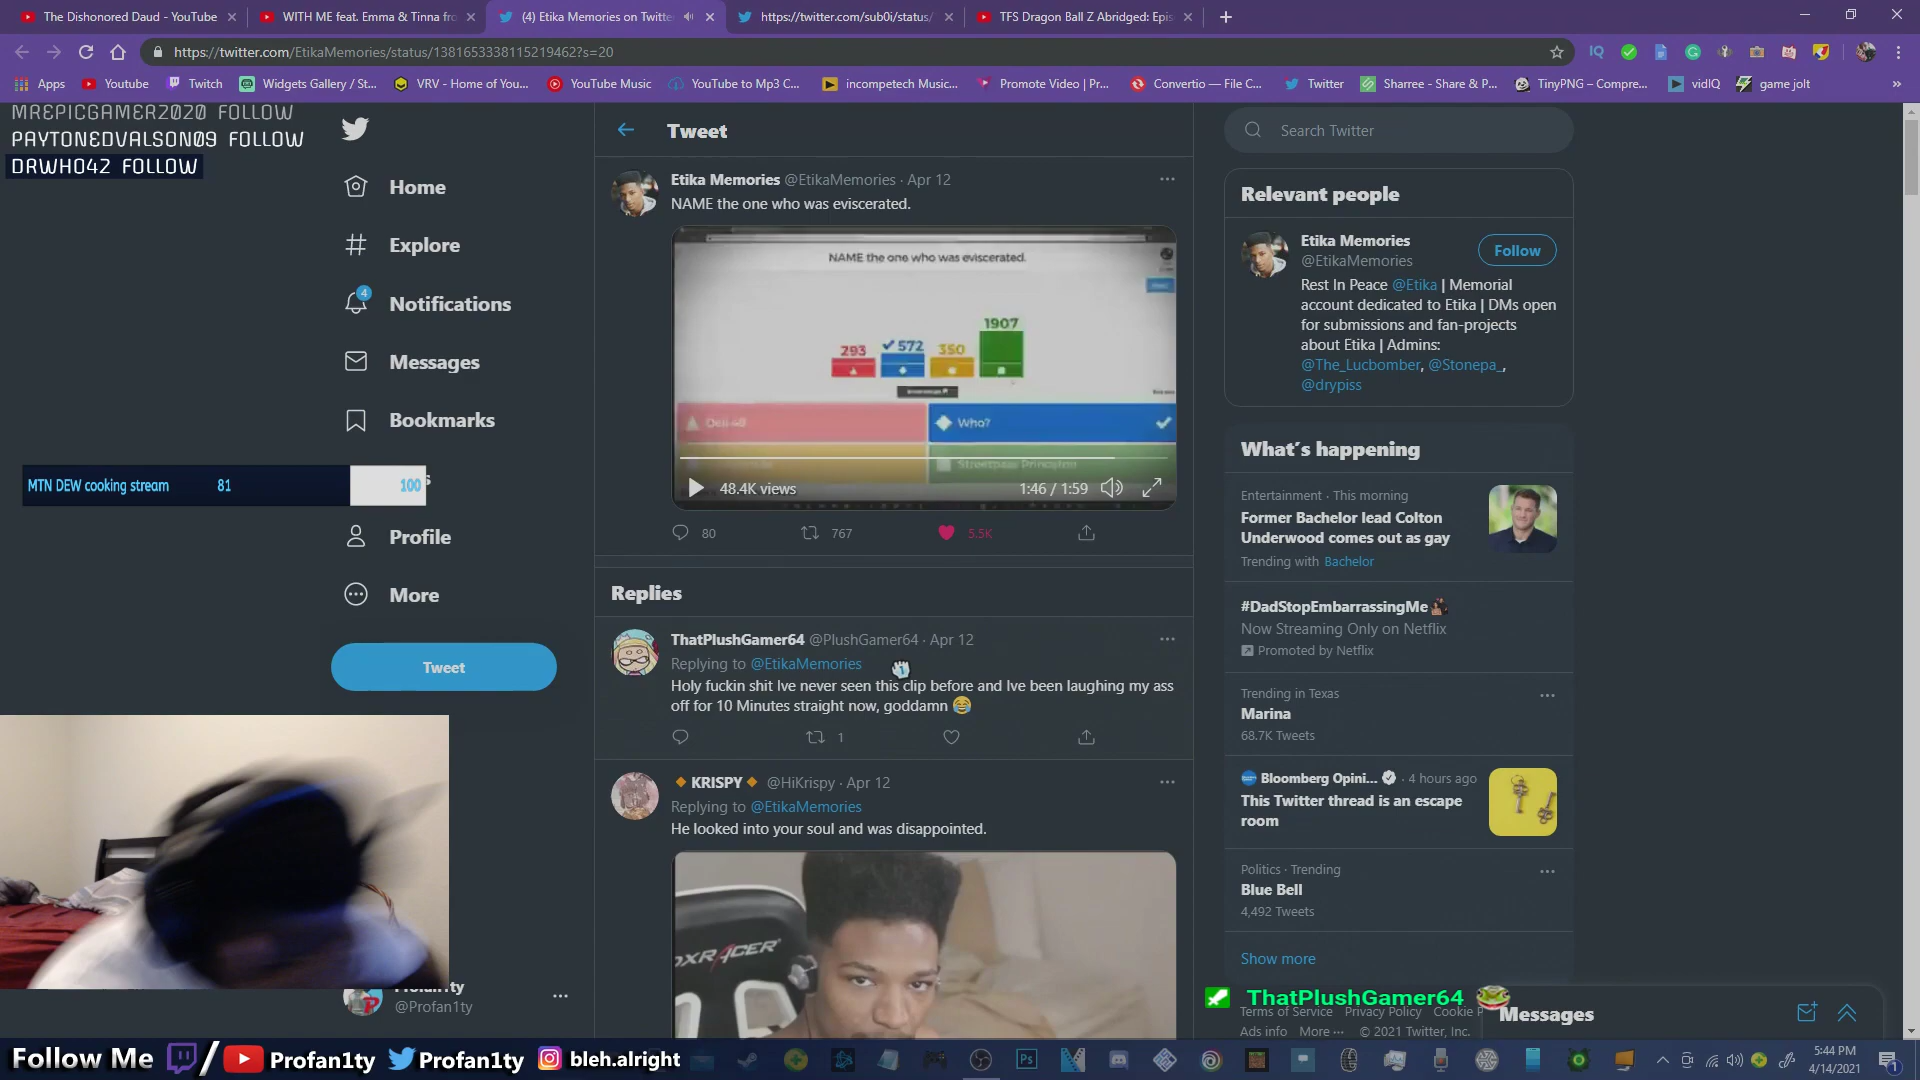 The Dishonored Daud - YouTube
WITH ME feat. Emma & Tinna fro
(4) Etika Memories on Twitte
https://twitter.com/sub0i/status/
TFS Dragon Ball Z Abridged: Epis
https://twitter.com/EtikaMemories/status/1381653338115219462?s=20
Apps
Youtube
Twitch
Widgets Gallery / St...
VRV - Home of You...
YouTube Music
YouTube to Mp3 C...
incompetech Music...
Promote Video | Pr...
Convertio — File C...
Twitter
Sharree - Share & P...
TinyPNG – Compre...
vidIQ
game jolt
MREPICGAMER2020 FOLLOW
PAYTONEDVALSON09 FOLLOW
DRWHO42 FOLLOW
Home
Explore
4
Notifications
Messages
Bookmarks
MTN DEW cooking stream 81 100
Profile
More
Tweet
@Profan1ty
Tweet
Etika Memories @EtikaMemories · Apr 12
NAME the one who was eviscerated.
NAME the one who was eviscerated.
293
572
350
1907
Deli-48
Who?
48.4K views
1:46 / 1:59
80
767
5.5K
Replies
ThatPlushGamer64 @PlushGamer64 · Apr 12
Replying to @EtikaMemories
Holy fuckin shit Ive never seen this clip before and Ive been laughing my ass
off for 10 Minutes straight now, goddamn 😂
1
🔸KRISPY🔸 @HiKrispy · Apr 12
Replying to @EtikaMemories
He looked into your soul and was disappointed.
DXRACER
Search Twitter
Relevant people
Etika Memories
@EtikaMemories
Follow
Rest In Peace @Etika | Memorial
account dedicated to Etika | DMs open
for submissions and fan-projects
about Etika | Admins:
@The_Lucbomber, @Stonepa_,
@drypiss
What's happening
Entertainment · This morning
Former Bachelor lead Colton
Underwood comes out as gay
Trending with Bachelor
#DadStopEmbarrassingMe
Now Streaming Only on Netflix
Promoted by Netflix
Trending in Texas
Marina
68.7K Tweets
Bloomberg Opini... · 4 hours ago
This Twitter thread is an escape
room
Politics · Trending
Blue Bell
4,492 Tweets
Show more
ThatPlushGamer64
Terms of Service Privacy Policy Cookie P
Ads info More ··· © 2021 Twitter, Inc.
Messages
Follow Me / Profan1ty Profan1ty bleh.alright
5:44 PM
4/14/2021
1